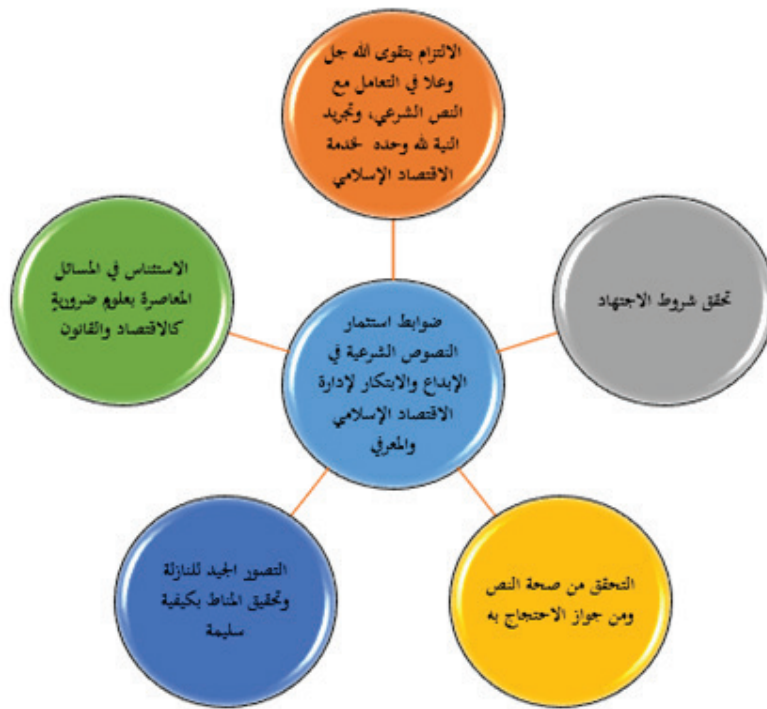 الالتزام بتقوى الله جل
وعلا في التعامل مع
النص الشرعي، وتجريد
النية لله وحده لخدمة
الاقتصاد الإسلامي
تحقق شروط الاجتهاد
التحقق من صحة النص
ومن جواز الاحتجاج به
التصور الجيد للنازلة
وتحقيق المناط بكيفية
سليمة
الاستئناس في المسائل
المعاصرة بعلوم ضرورية
كالاقتصاد والقانون
ضوابط استثمار
النصوص الشرعية في
الإبداع والابتكار لإدارة
الاقتصاد الإسلامي
والمعرفي